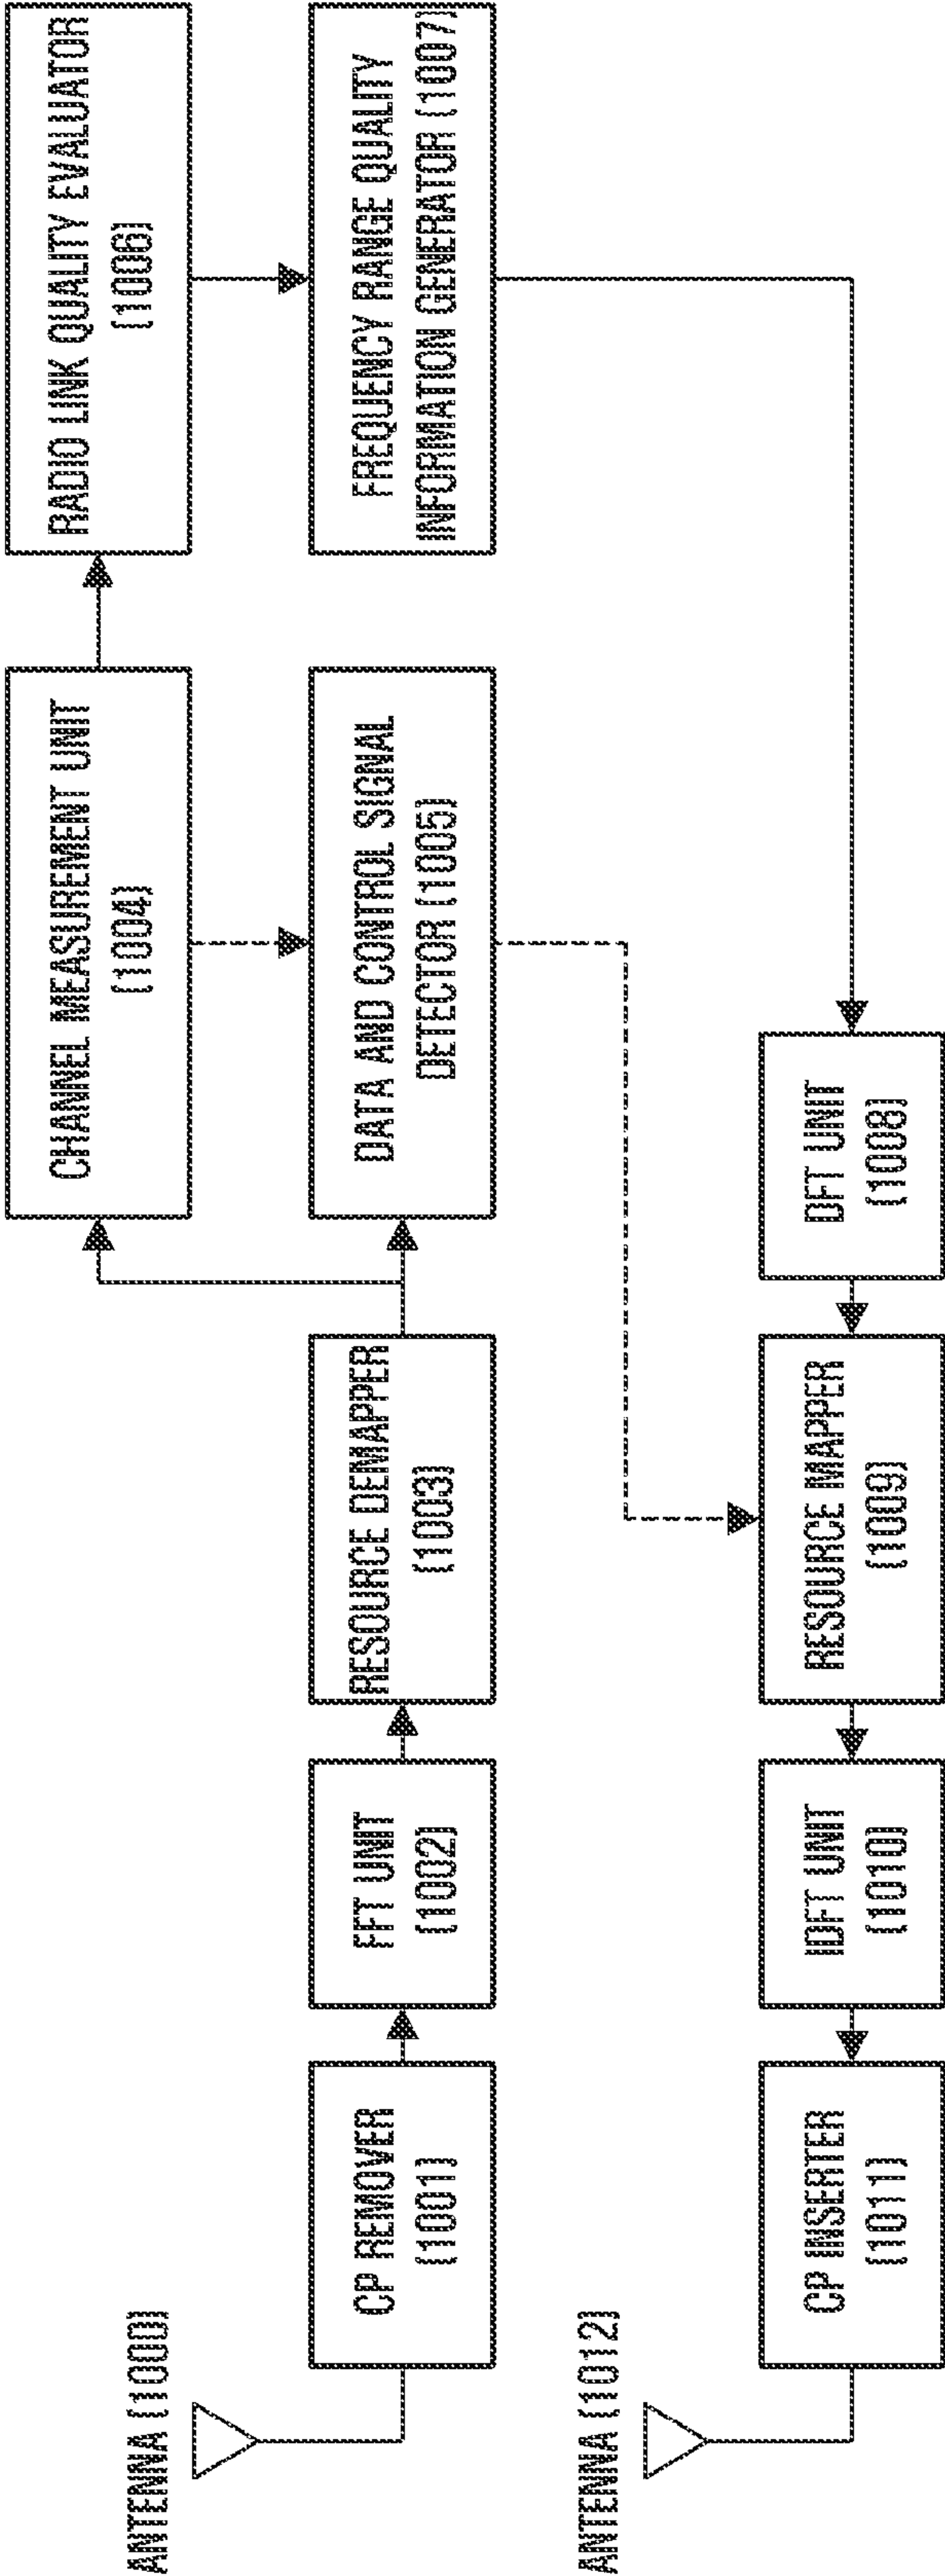 ANTENNA (1000)
CP REMOVER
(1001)
FFT UNIT
(1002)
RESOURCE DEMAPPER
(1003)
CHANNEL MEASUREMENT UNIT
(1004)
DATA AND CONTROL SIGNAL
DETECTOR (1005)
RADIO LINK QUALITY EVALUATOR
(1006)
FREQUENCY RANGE QUALITY
INFORMATION GENERATOR (1007)
ANTENNA (1012)
CP INSERTER
(1011)
IDFT UNIT
(1010)
RESOURCE MAPPER
(1009)
DFT UNIT
(1008)